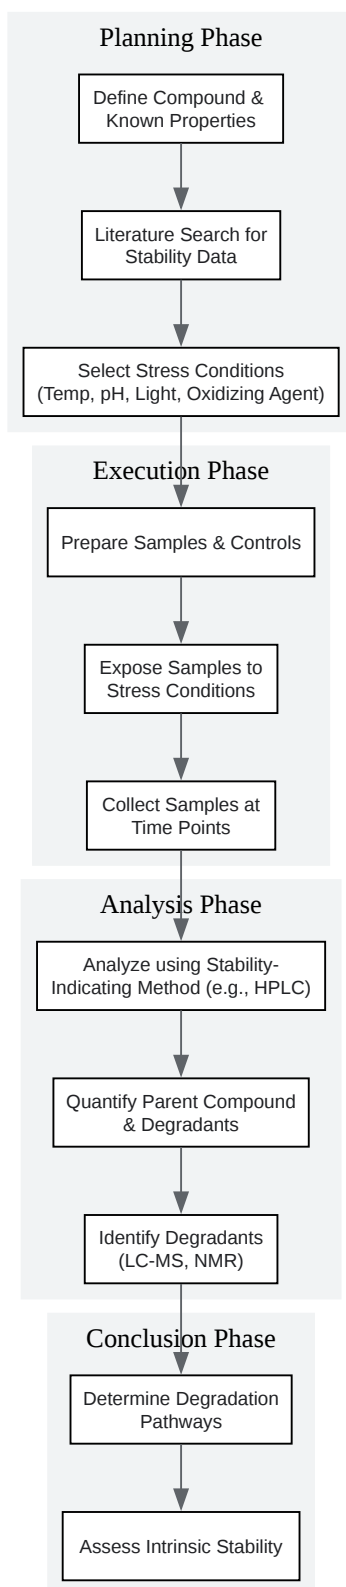 Planning Phase
Define Compound &
Known Properties
Literature Search for
Stability Data
Select Stress Conditions
(Temp, pH, Light, Oxidizing Agent)
Execution Phase
Prepare Samples & Controls
Expose Samples to
Stress Conditions
Collect Samples at
Time Points
Analysis Phase
Analyze using Stability-
Indicating Method (e.g., HPLC)
Quantify Parent Compound
& Degradants
Identify Degradants
(LC-MS, NMR)
Conclusion Phase
Determine Degradation
Pathways
Assess Intrinsic Stability